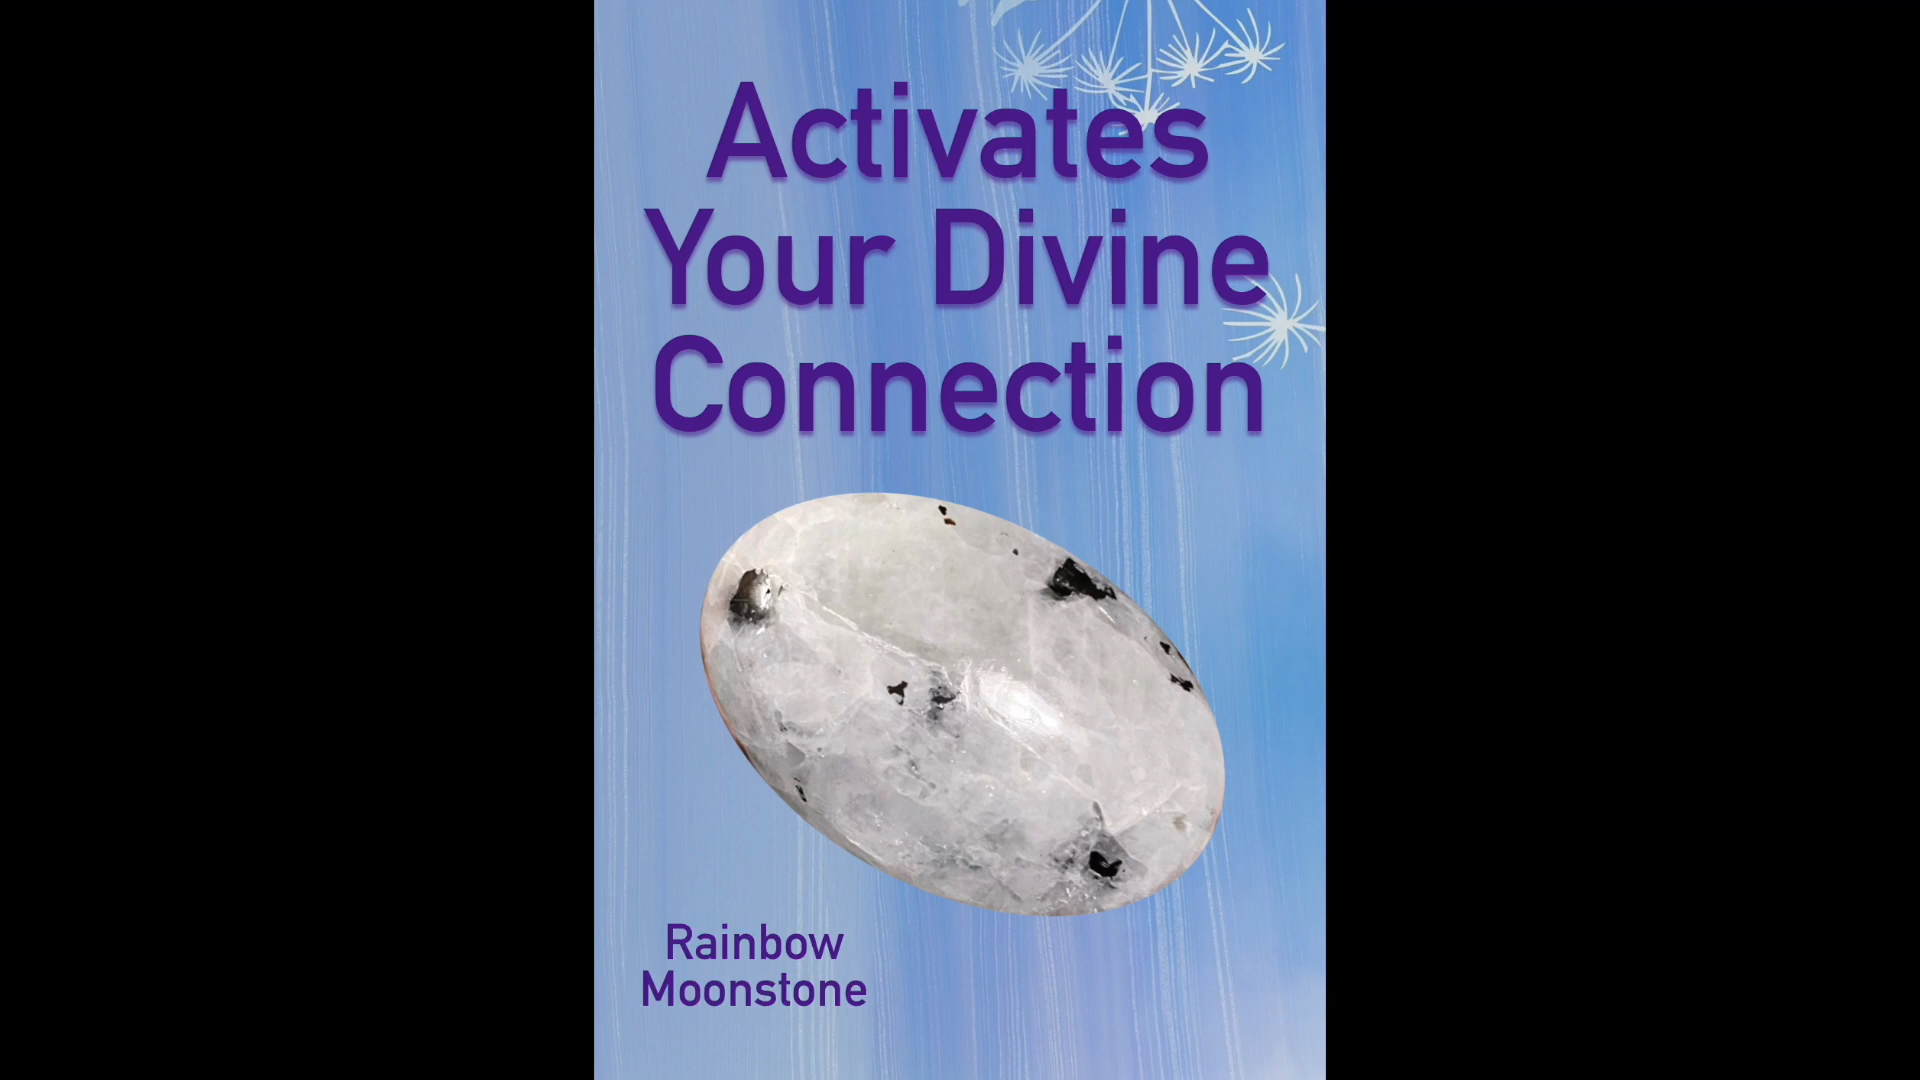 Activates
Your Divine
Connection
Rainbow
Moonstone